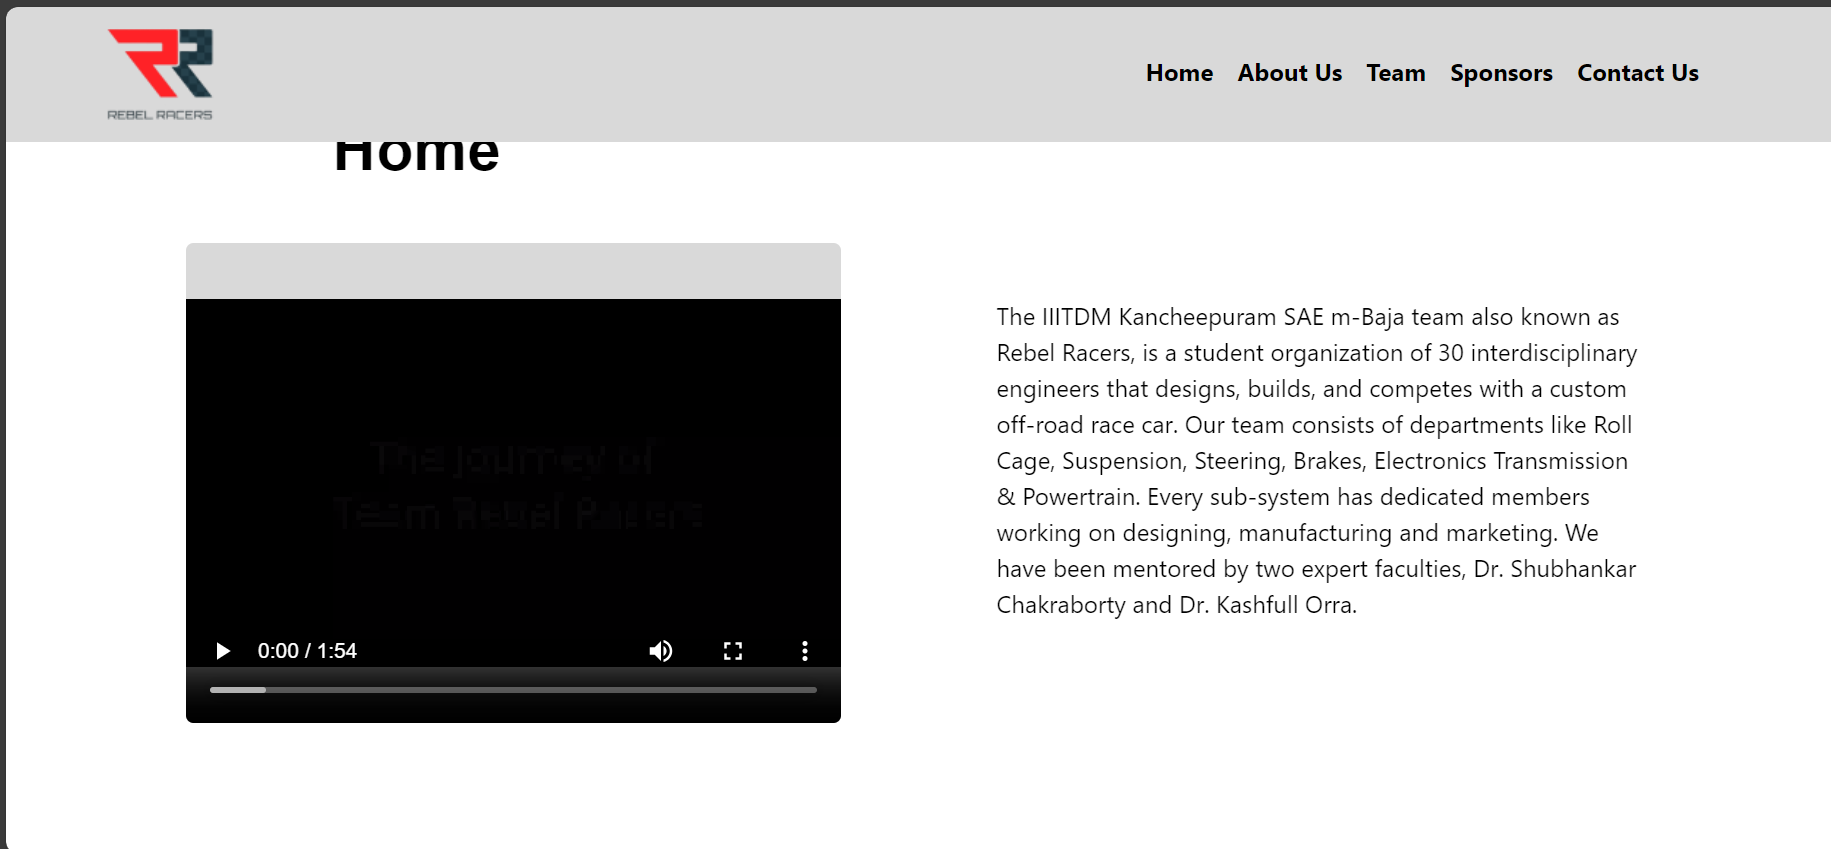 REBEL RACERS
Home About Us Team Sponsors Contact Us
Home
The journey of
Team Rebel Racers
0:00 / 1:54
The IIITDM Kancheepuram SAE m-Baja team also known as
Rebel Racers, is a student organization of 30 interdisciplinary
engineers that designs, builds, and competes with a custom
off-road race car. Our team consists of departments like Roll
Cage, Suspension, Steering, Brakes, Electronics Transmission
& Powertrain. Every sub-system has dedicated members
working on designing, manufacturing and marketing. We
have been mentored by two expert faculties, Dr. Shubhankar
Chakraborty and Dr. Kashfull Orra.